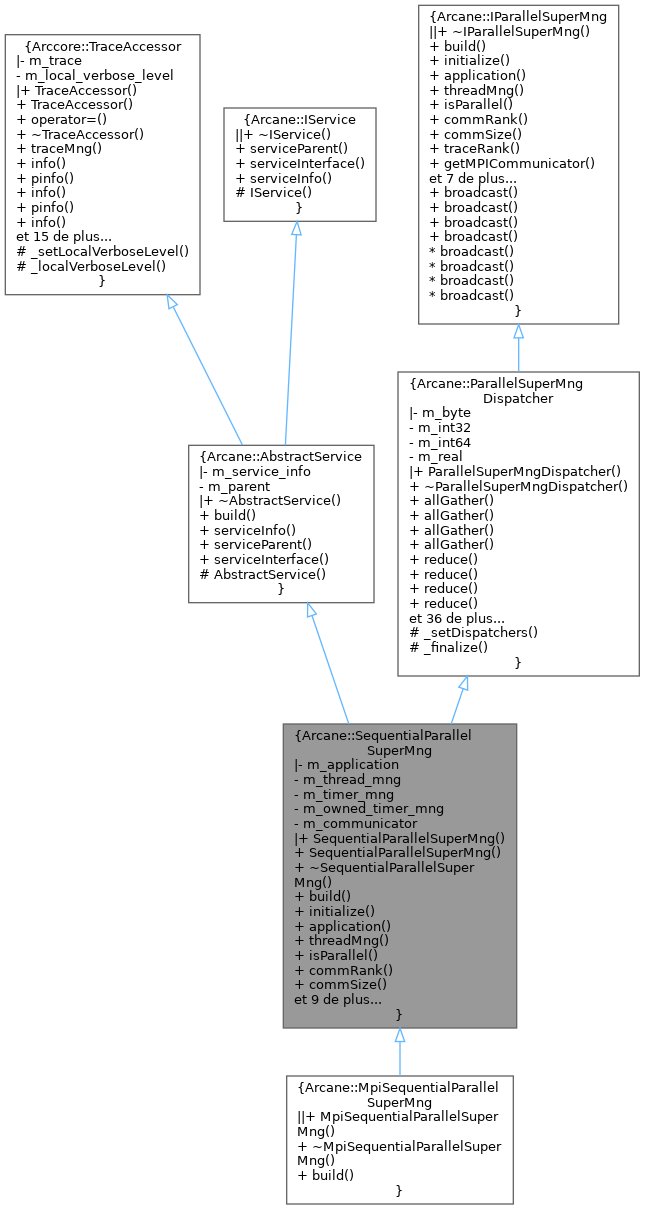 {Arccore::TraceAccessor
|- m_trace
- m_local_verbose_level
|+ TraceAccessor()
+ TraceAccessor()
+ operator=()
+ ~TraceAccessor()
+ traceMng()
+ info()
+ pinfo()
+ info()
+ pinfo()
+ info()
et 15 de plus...
# _setLocalVerboseLevel()
# _localVerboseLevel()
}
{Arcane::IService
||+ ~IService()
+ serviceParent()
+ serviceInterface()
+ serviceInfo()
# IService()
}
{Arcane::IParallelSuperMng
||+ ~IParallelSuperMng()
+ build()
+ initialize()
+ application()
+ threadMng()
+ isParallel()
+ commRank()
+ commSize()
+ traceRank()
+ getMPICommunicator()
et 7 de plus...
+ broadcast()
+ broadcast()
+ broadcast()
+ broadcast()
* broadcast()
* broadcast()
* broadcast()
* broadcast()
}
{Arcane::AbstractService
|- m_service_info
- m_parent
|+ ~AbstractService()
+ build()
+ serviceInfo()
+ serviceParent()
+ serviceInterface()
# AbstractService()
}
{Arcane::ParallelSuperMng
Dispatcher
|- m_byte
- m_int32
- m_int64
- m_real
|+ ParallelSuperMngDispatcher()
+ ~ParallelSuperMngDispatcher()
+ allGather()
+ allGather()
+ allGather()
+ allGather()
+ reduce()
+ reduce()
+ reduce()
+ reduce()
et 36 de plus...
# _setDispatchers()
# _finalize()
}
{Arcane::SequentialParallel
SuperMng
|- m_application
- m_thread_mng
- m_timer_mng
- m_owned_timer_mng
- m_communicator
|+ SequentialParallelSuperMng()
+ SequentialParallelSuperMng()
+ ~SequentialParallelSuper
Mng()
+ build()
+ initialize()
+ application()
+ threadMng()
+ isParallel()
+ commRank()
+ commSize()
et 9 de plus...
}
{Arcane::MpiSequentialParallel
SuperMng
||+ MpiSequentialParallelSuper
Mng()
+ ~MpiSequentialParallelSuper
Mng()
+ build()
}